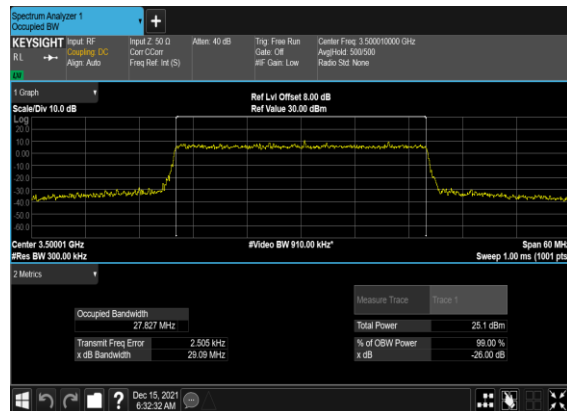 Spectrum Analyzer 1
Occupied BW
KEYSIGHT
R L
Input: RF
Coupling: DC
Align: Auto
Input Z: 50 Ω
Corr CCorr
Freq Ref: Int (S)
Atten: 40 dB
Trig: Free Run
Gate: Off
#IF Gain: Low
Center Freq: 3.500010000 GHz
Avg|Hold: 500/500
Radio Std: None
LW
1 Graph
Scale/Div 10.0 dB
Ref Lvl Offset 8.00 dB
Ref Value 30.00 dBm
Log
20.0
10.0
0.00
-10.0
-20.0
-30.0
-40.0
-50.0
-60.0
Center 3.50001 GHz
#Res BW 300.00 kHz
#Video BW 910.00 kHz*
Span 60 MHz
Sweep 1.00 ms (1001 pts
2 Metrics
Measure Trace
Trace 1
Occupied Bandwidth
27.827 MHz
Total Power
25.1 dBm
Transmit Freq Error
2.505 kHz
% of OBW Power
99.00 %
x dB Bandwidth
29.09 MHz
x dB
-26.00 dB
?
Dec 15, 2021
6:32:32 AM